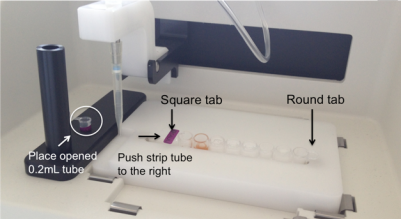 Square tab
Round tab
Place opened
0.2mL tube
Push strip tube
to the right